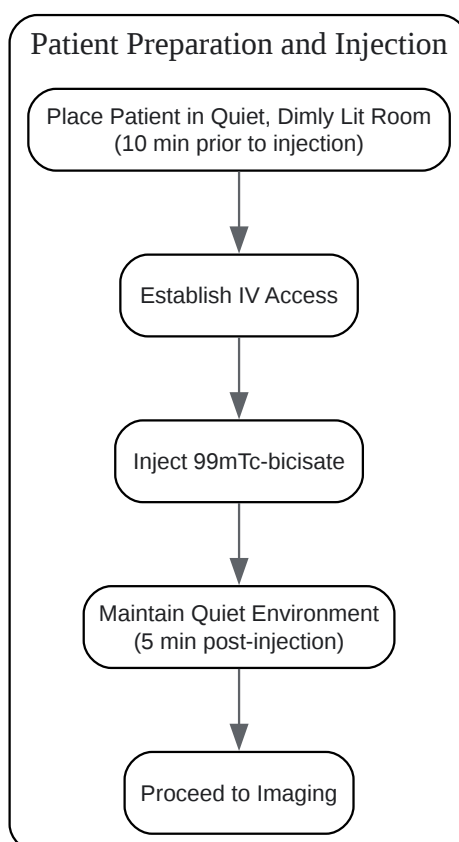 Patient Preparation and Injection
Place Patient in Quiet, Dimly Lit Room
(10 min prior to injection)
Establish IV Access
Inject 99mTc-bicisate
Maintain Quiet Environment
(5 min post-injection)
Proceed to Imaging